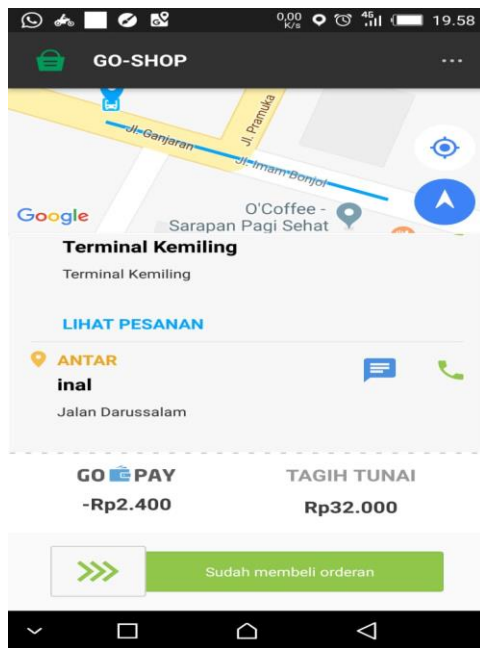 0,00
K/s
45
19.58
GO-SHOP
Jl. Ganjaran
Jl. Pramuka
Jl. Imam Bonjol
Google
O'Coffee -
Sarapan Pagi Sehat
Terminal Kemiling
Terminal Kemiling
LIHAT PESANAN
ANTAR
inal
Jalan Darussalam
GO PAY
TAGIH TUNAI
-Rp2.400
Rp32.000
Sudah membeli orderan